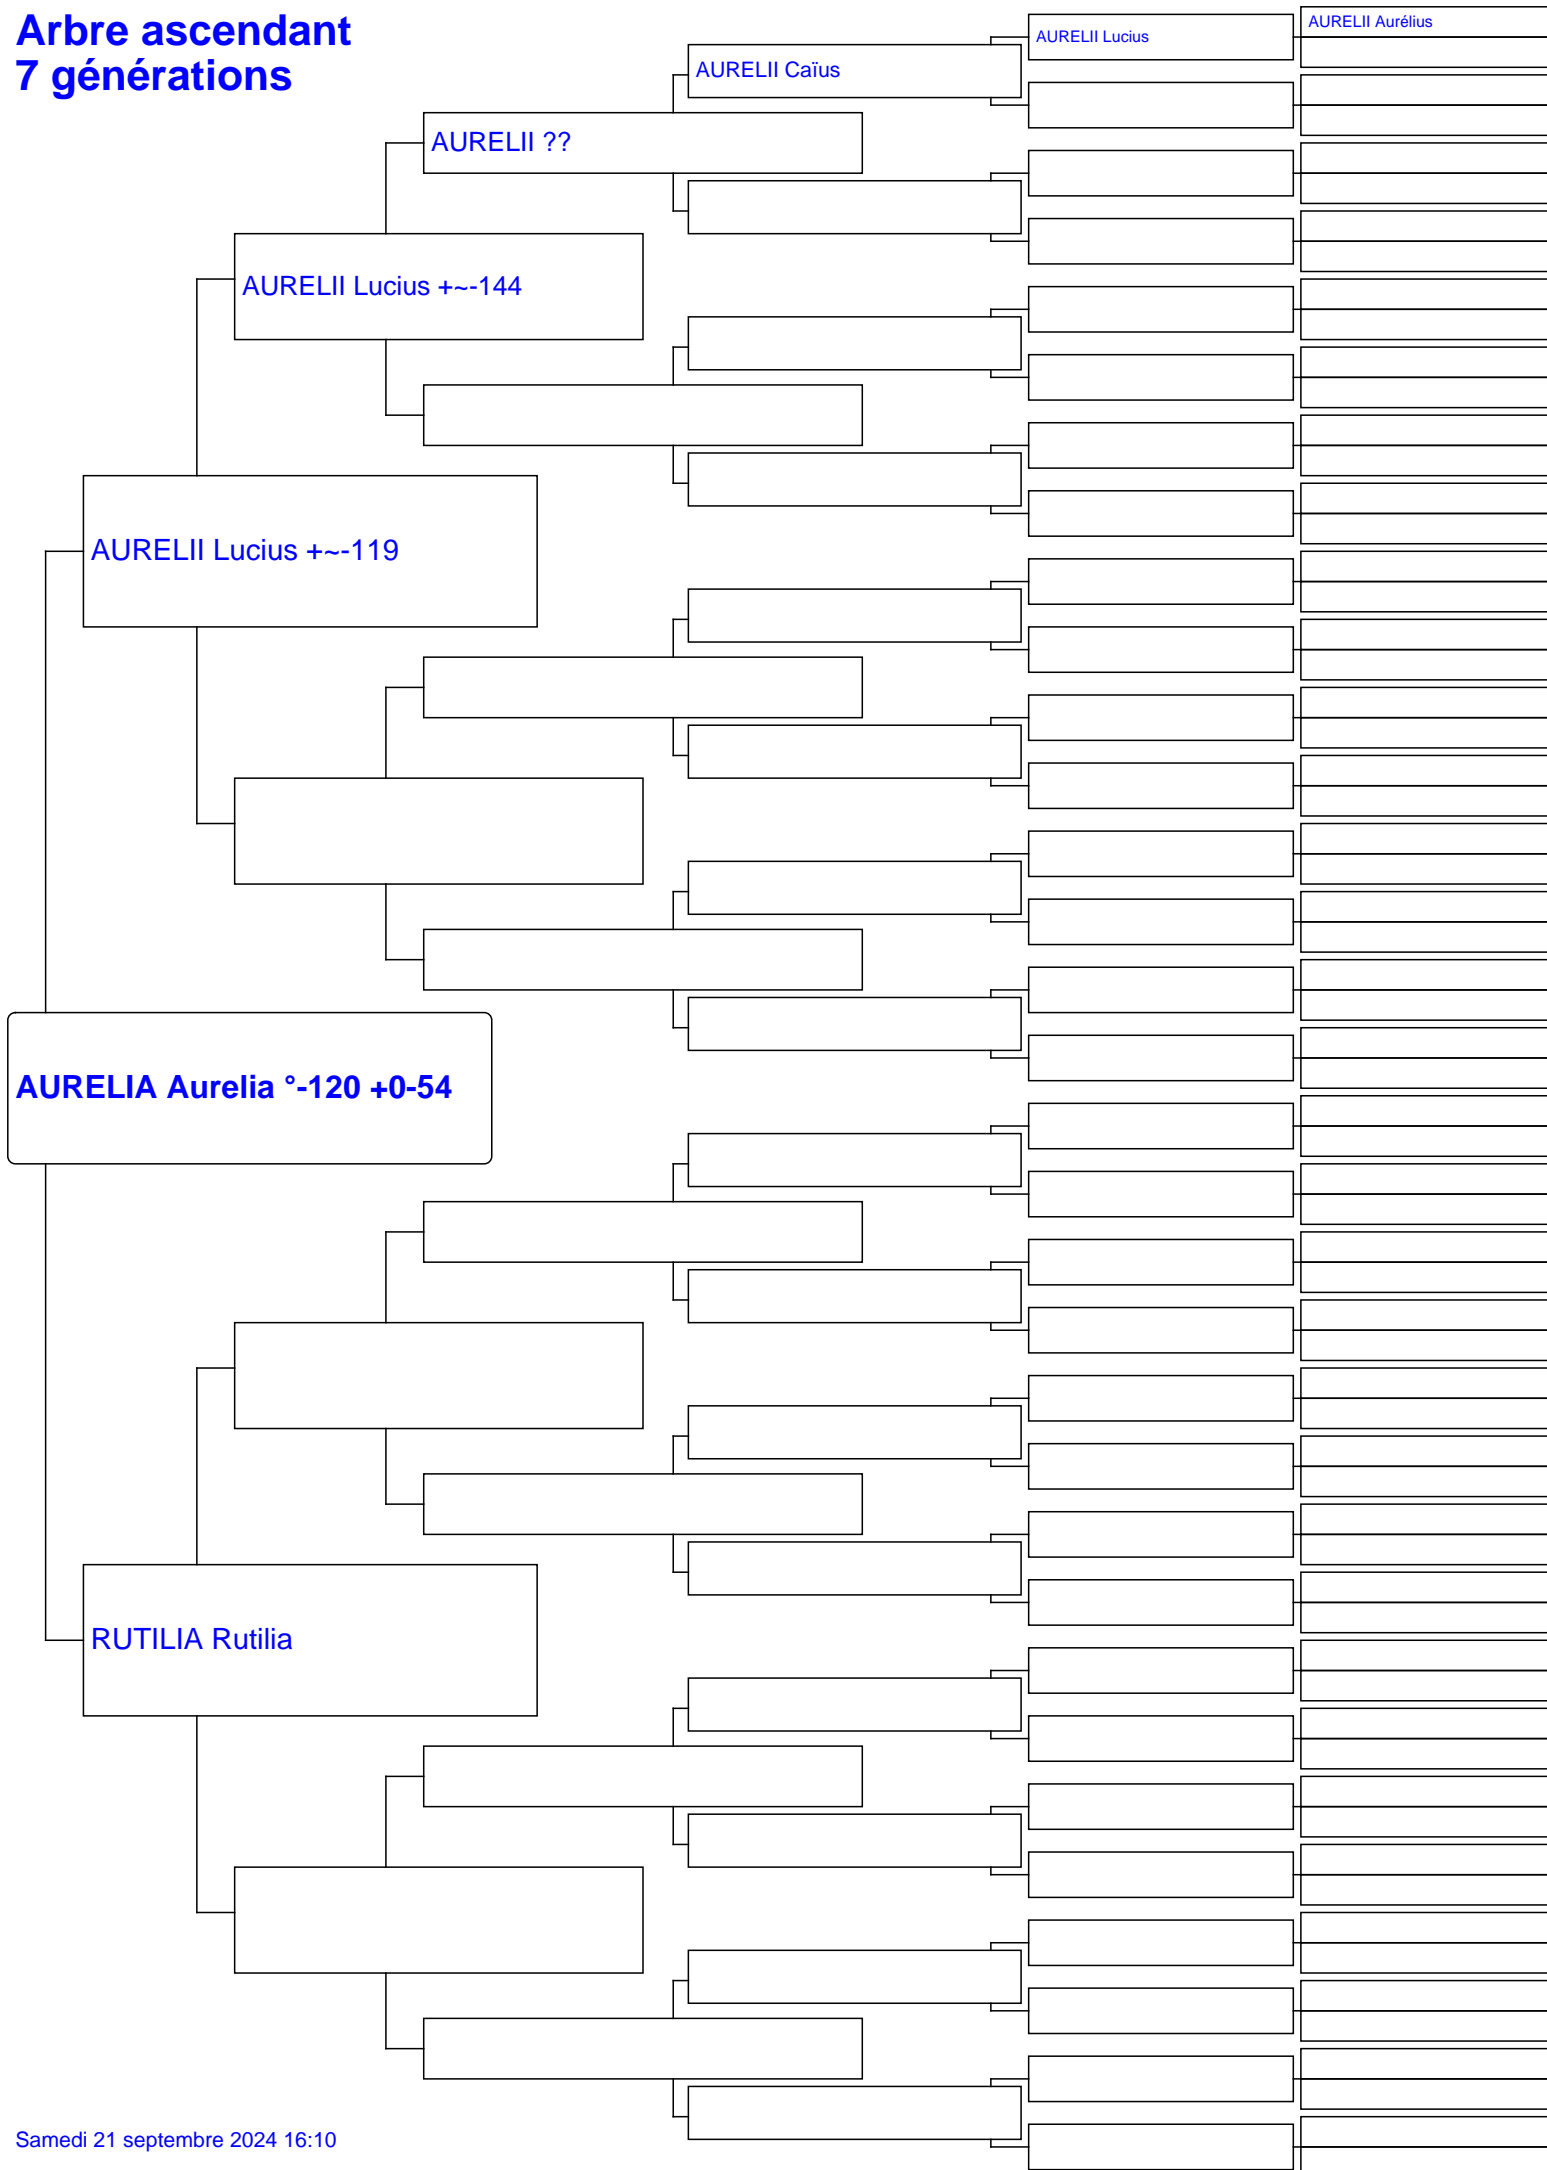 Arbre ascendant
7 générations
AURELII Aurélius
AURELII Lucius
AURELII Caïus
AURELII ??
AURELII Lucius +~-144
AURELII Lucius +~-119
AURELIA Aurelia °-120 +0-54
RUTILIA Rutilia
Samedi 21 septembre 2024 16:10